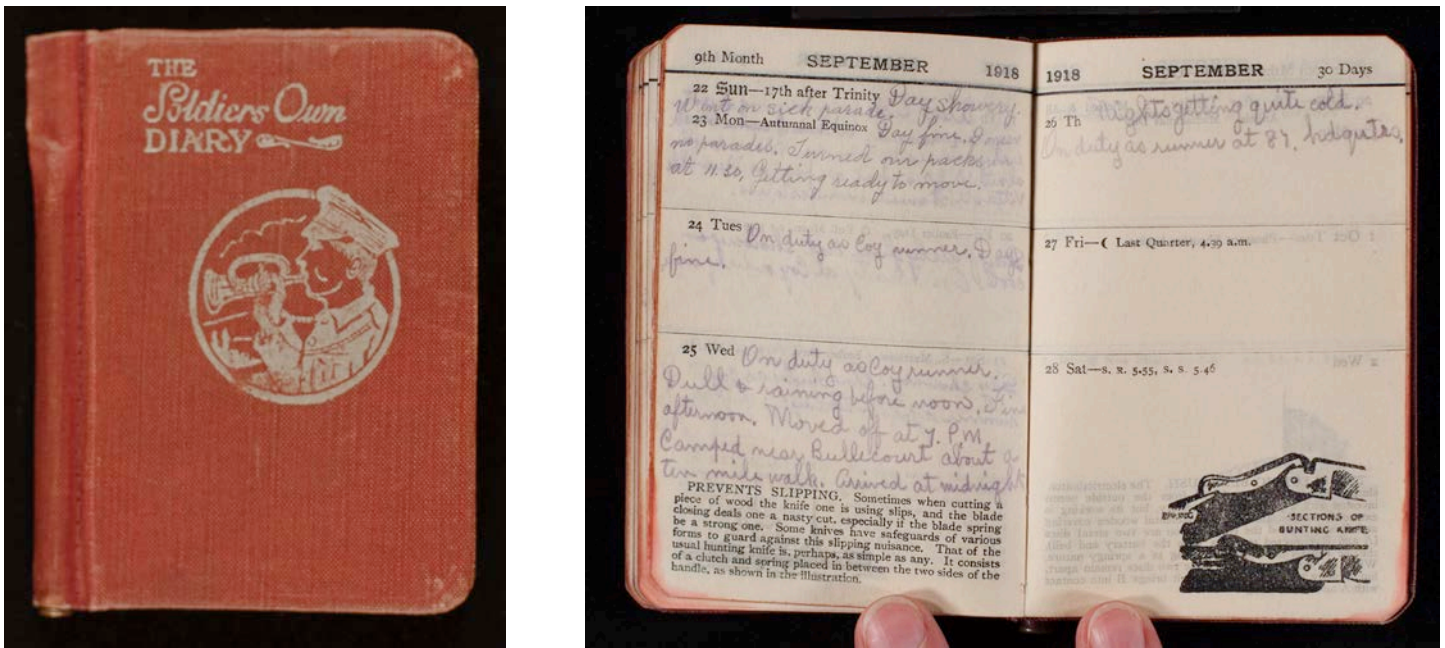 THE
Soldiers Own
DIARY
9th Month SEPTEMBER 1918
22 Sun—17th after Trinity Day showery.
Went on sick parade.
23 Mon—Autumnal Equinox Day fine.
no parades. Turned our packs
at 11.30, Getting ready to move.
24 Tues On duty as Coy runner. Day
fine.
25 Wed On duty as Coy runner.
Dull & raining before noon, Fine
afternoon. Moved off at 7. P.M.
Camped near Bullecourt about a
ten mile walk. Arrived at midnight
PREVENTS SLIPPING. Sometimes when cutting a
piece of wood the knife one is using slips, and the blade
closing deals one a nasty cut, especially if the blade spring
be a strong one. Some knives have safeguards of various
forms to guard against this slipping nuisance. That of the
usual hunting knife is, perhaps, as simple as any. It consists
of a clutch and spring placed in between the two sides of the
handle, as shown in the illustration.
1918 SEPTEMBER 30 Days
Nights getting quite cold.
26 Th
On duty as runner at 87, hdqutrs.
27 Fri—☾ Last Quarter, 4.39 a.m.
28 Sat—S. R. 5.55, S. S. 5.46
SPRING
SECTIONS OF
HUNTING KNIFE